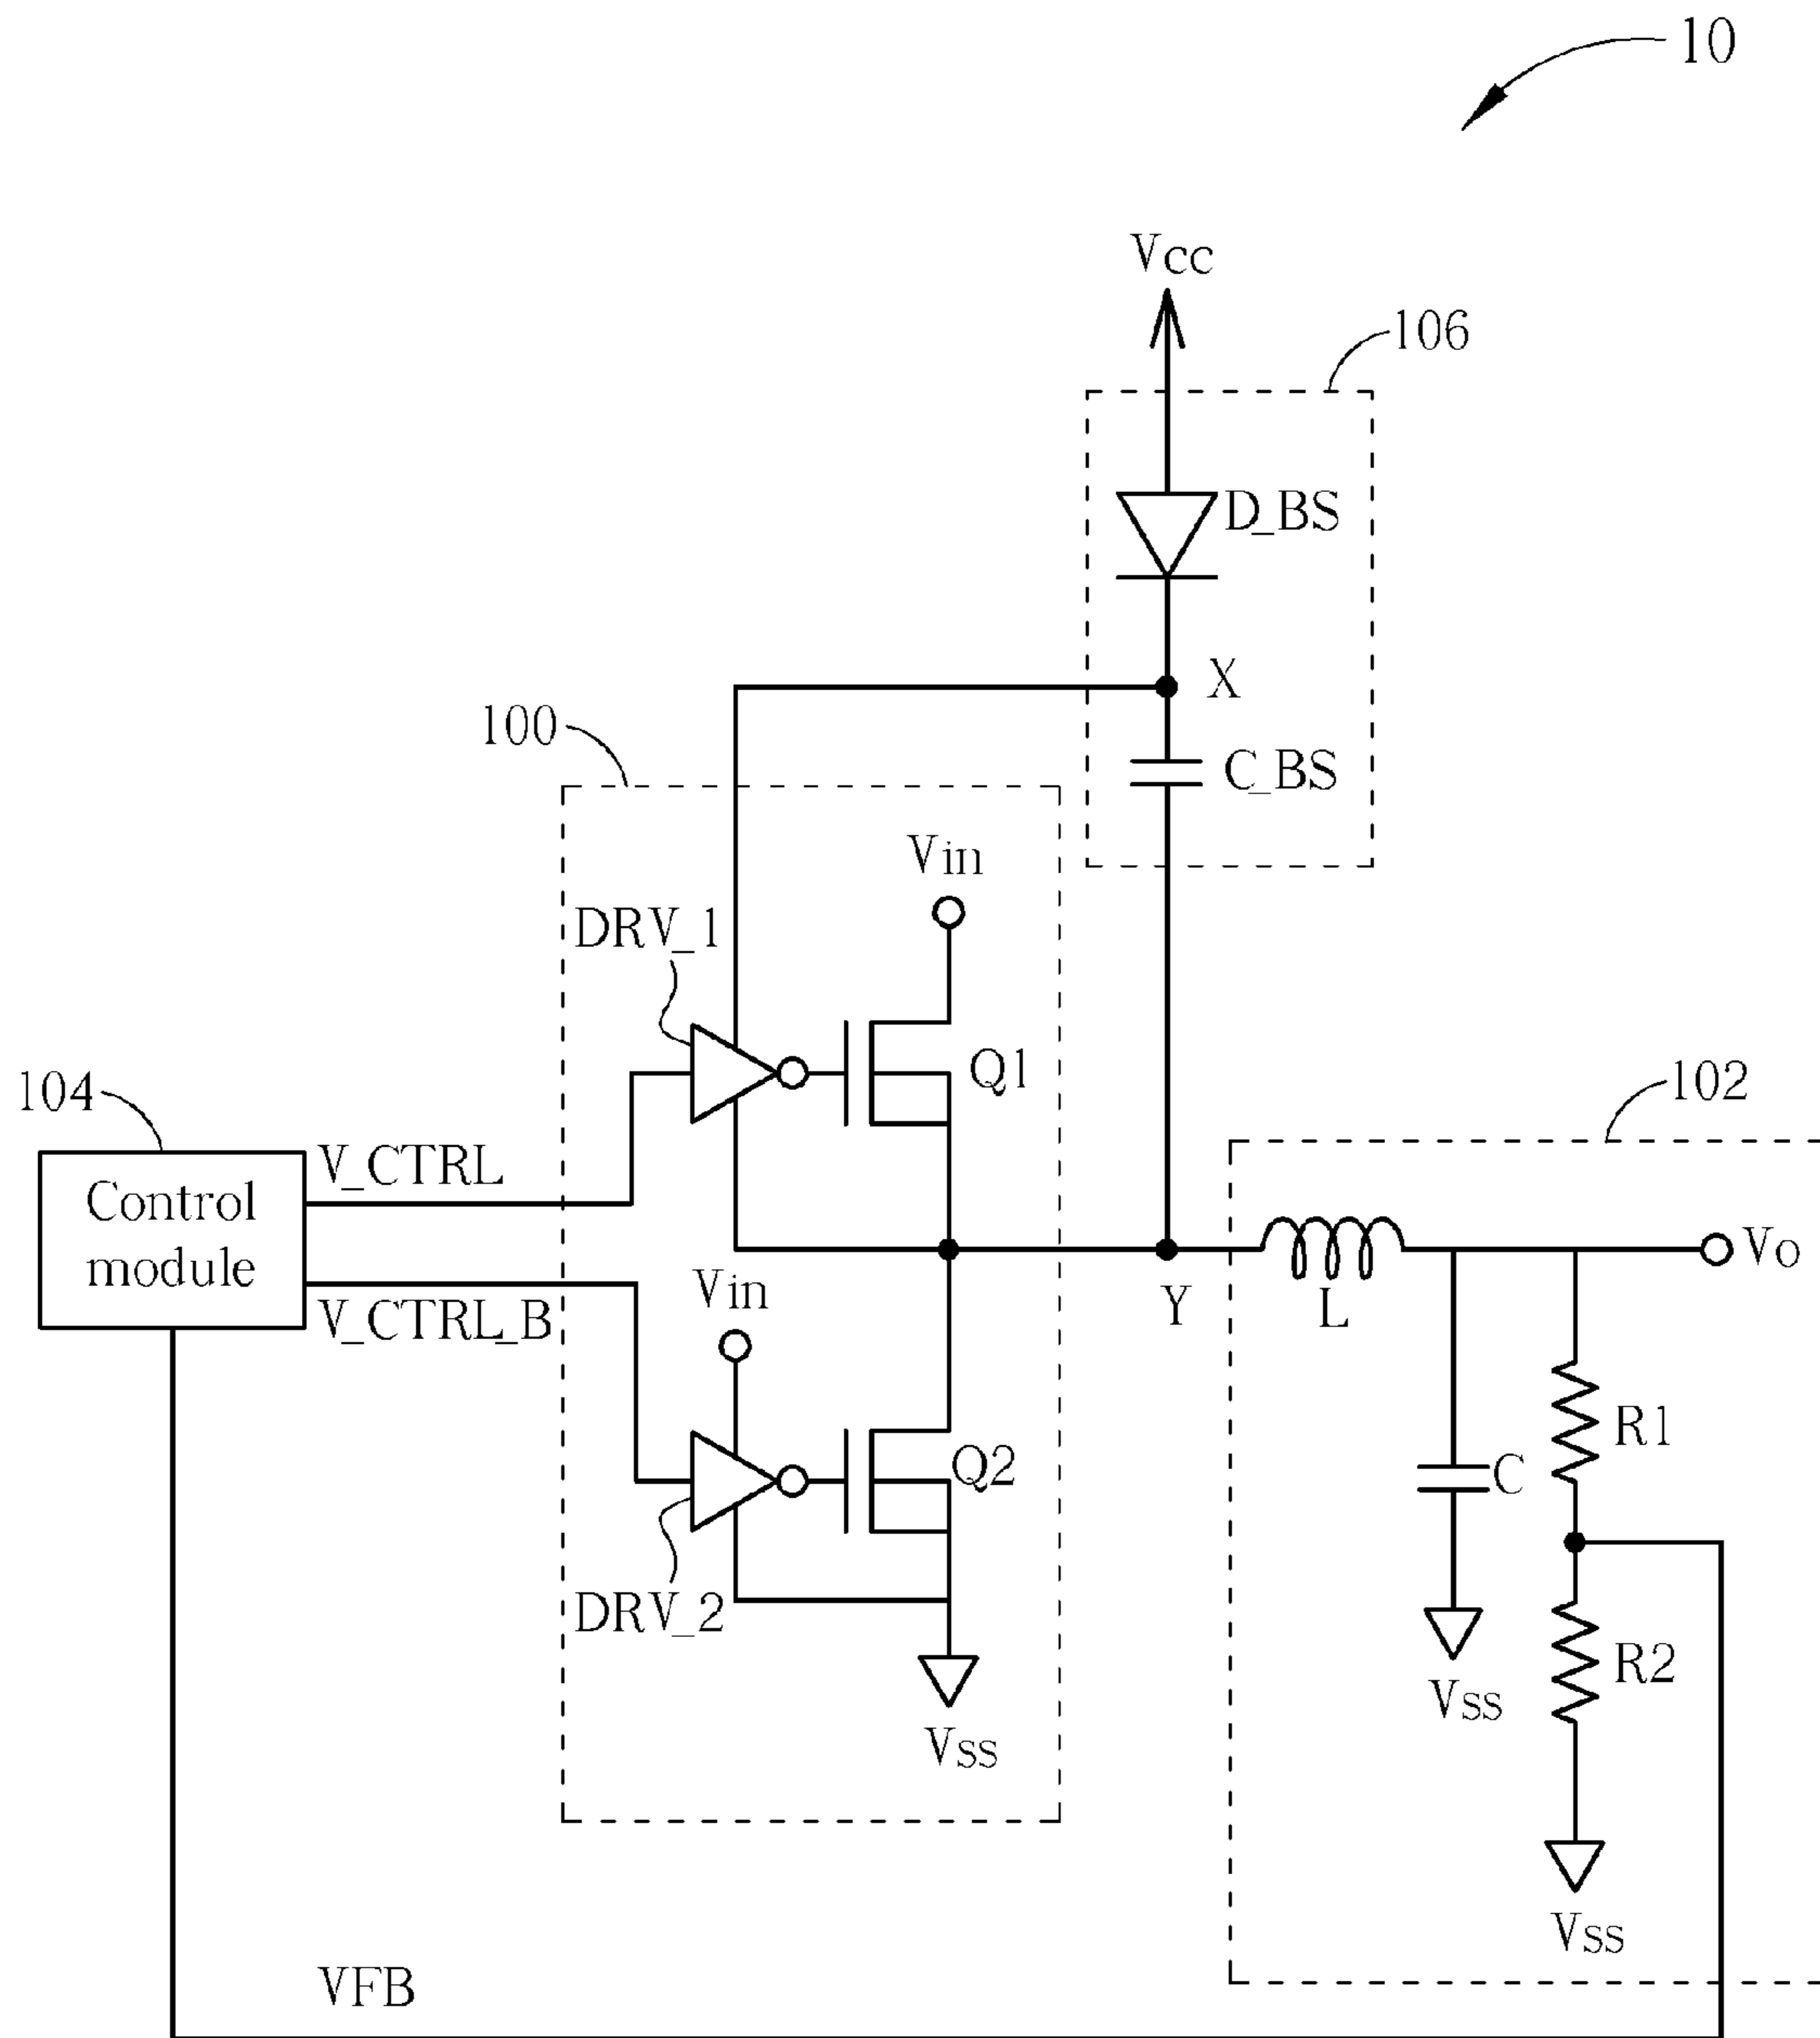 10
Vcc
106
D_BS
X
100
C_BS
Vin
DRV_1
Q1
104
102
V_CTRL
Control
module
Vo
Vin
Y
L
V_CTRL_B
R1
Q2
C
DRV_2
R2
Vss
Vss
Vss
VFB